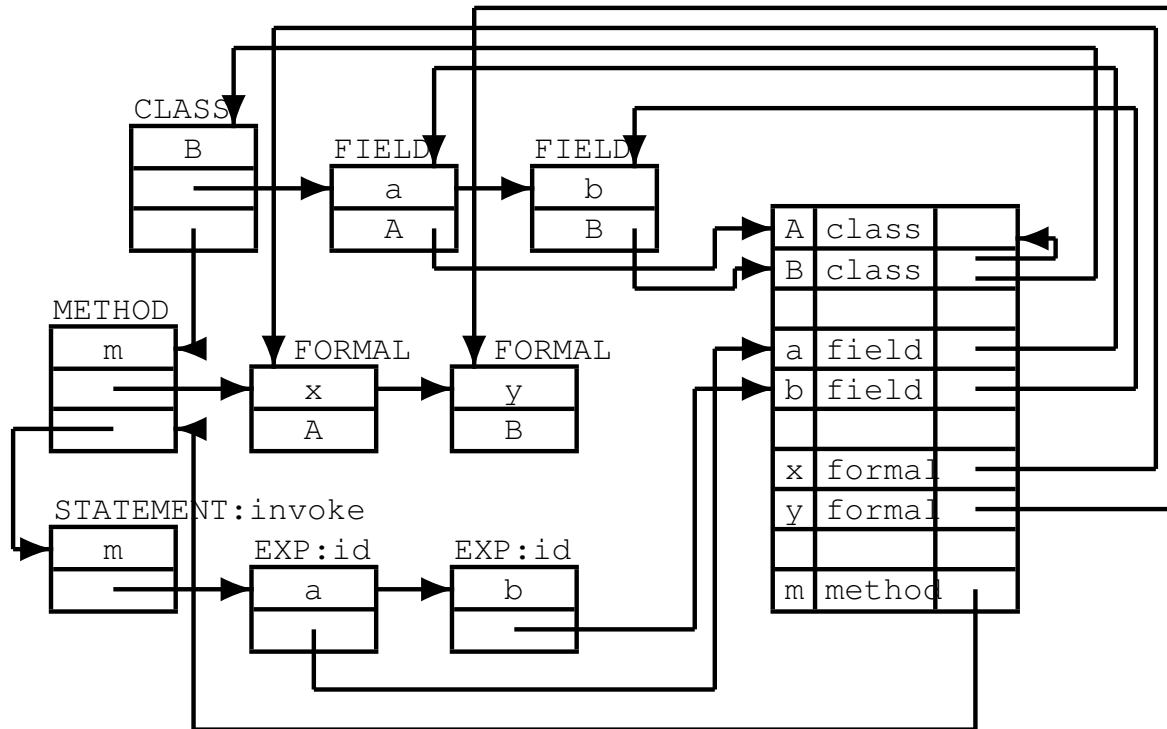 CLASS
B
FIELD
a
A
FIELD
b
B
METHOD
m
FORMAL
x
A
FORMAL
y
B
STATEMENT:invoke
m
EXP:id
a
EXP:id
b
A class
B class
a field
b field
x formal
y formal
m method